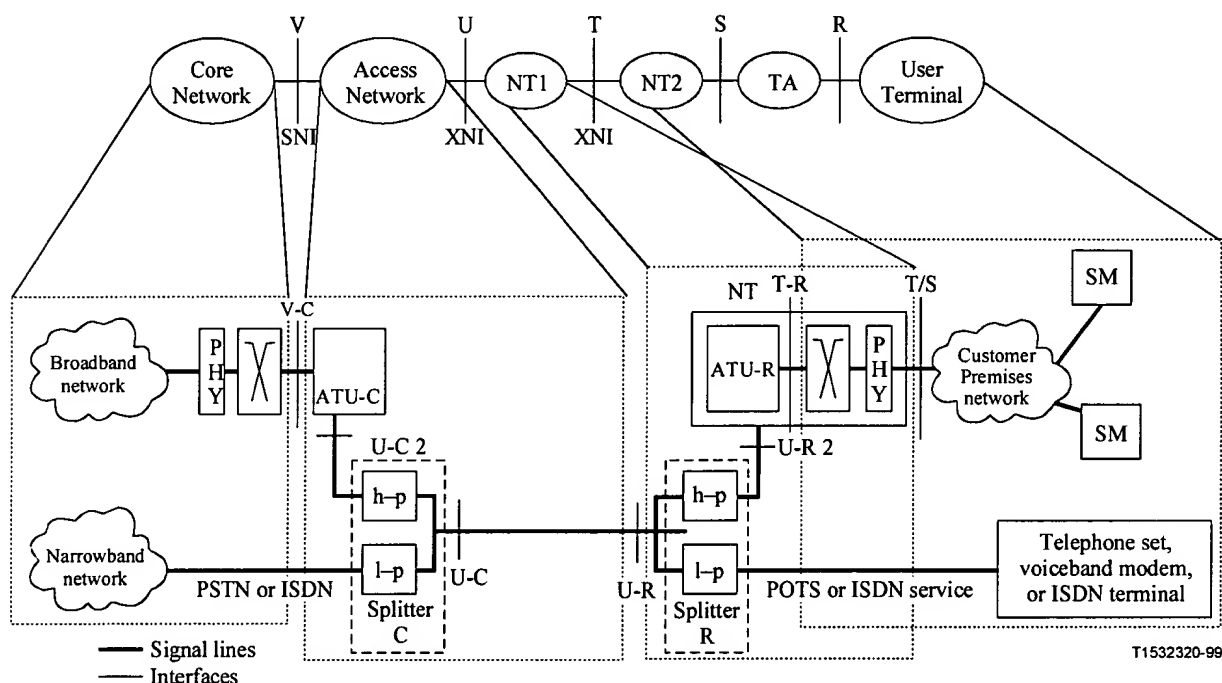 V
U
T
S
R
Core
Network
Access
Network
NT1
NT2
TA
User
Terminal
SNI
XNI
XNI
V-C
NT
T-R
T/S
SM
Broadband
network
P
H
Y
ATU-C
ATU-R
P
H
Y
Customer
Premises
network
SM
U-C 2
U-R 2
h–p
h–p
Narrowband
network
PSTN or ISDN
l–p
U-C
U-R
l–p
POTS or ISDN service
Telephone set,
voiceband modem,
or ISDN terminal
Splitter
C
Splitter
R
Signal lines
Interfaces
T1532320-99